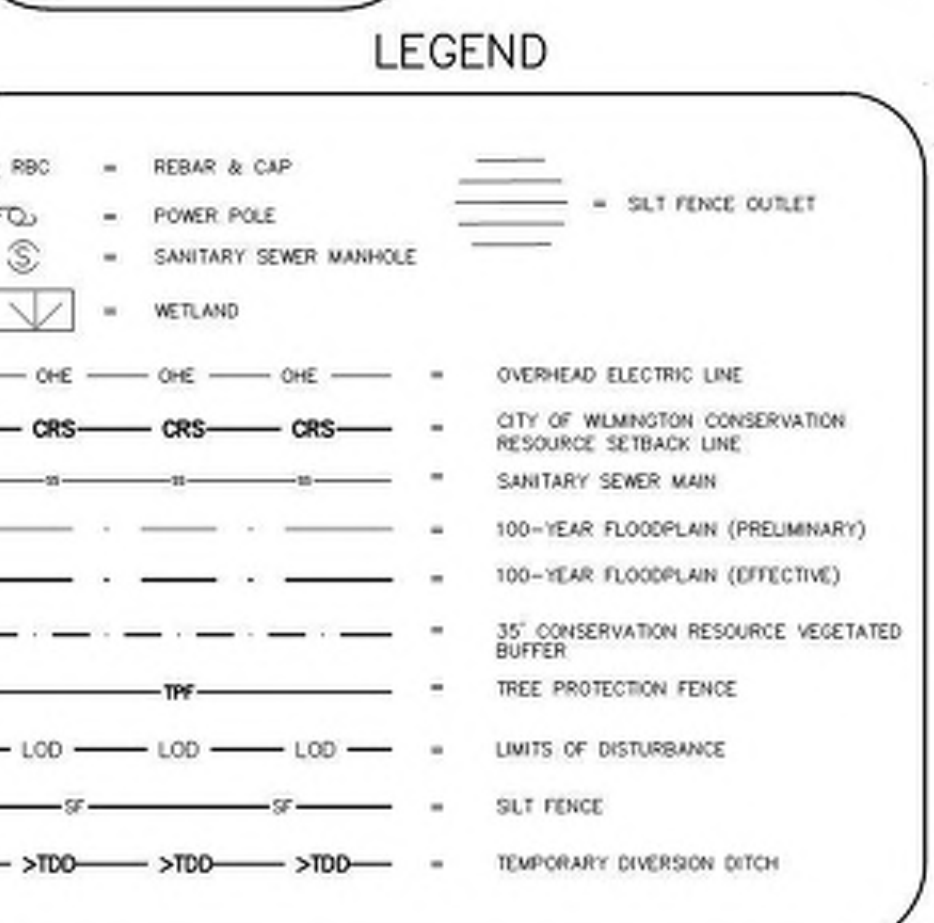 LEGEND
RBC = REBAR & CAP
= SILT FENCE OUTLET
= POWER POLE
S = SANITARY SEWER MANHOLE
= WETLAND
OHE OHE OHE = OVERHEAD ELECTRIC LINE
CRS CRS CRS = CITY OF WILMINGTON CONSERVATION
RESOURCE SETBACK LINE
SS SS SS = SANITARY SEWER MAIN
= 100-YEAR FLOODPLAIN (PRELIMINARY)
= 100-YEAR FLOODPLAIN (EFFECTIVE)
= 35' CONSERVATION RESOURCE VEGETATED
BUFFER
TPF = TREE PROTECTION FENCE
LOD LOD LOD = LIMITS OF DISTURBANCE
SF SF = SILT FENCE
>TDD >TDD >TDD = TEMPORARY DIVERSION DITCH